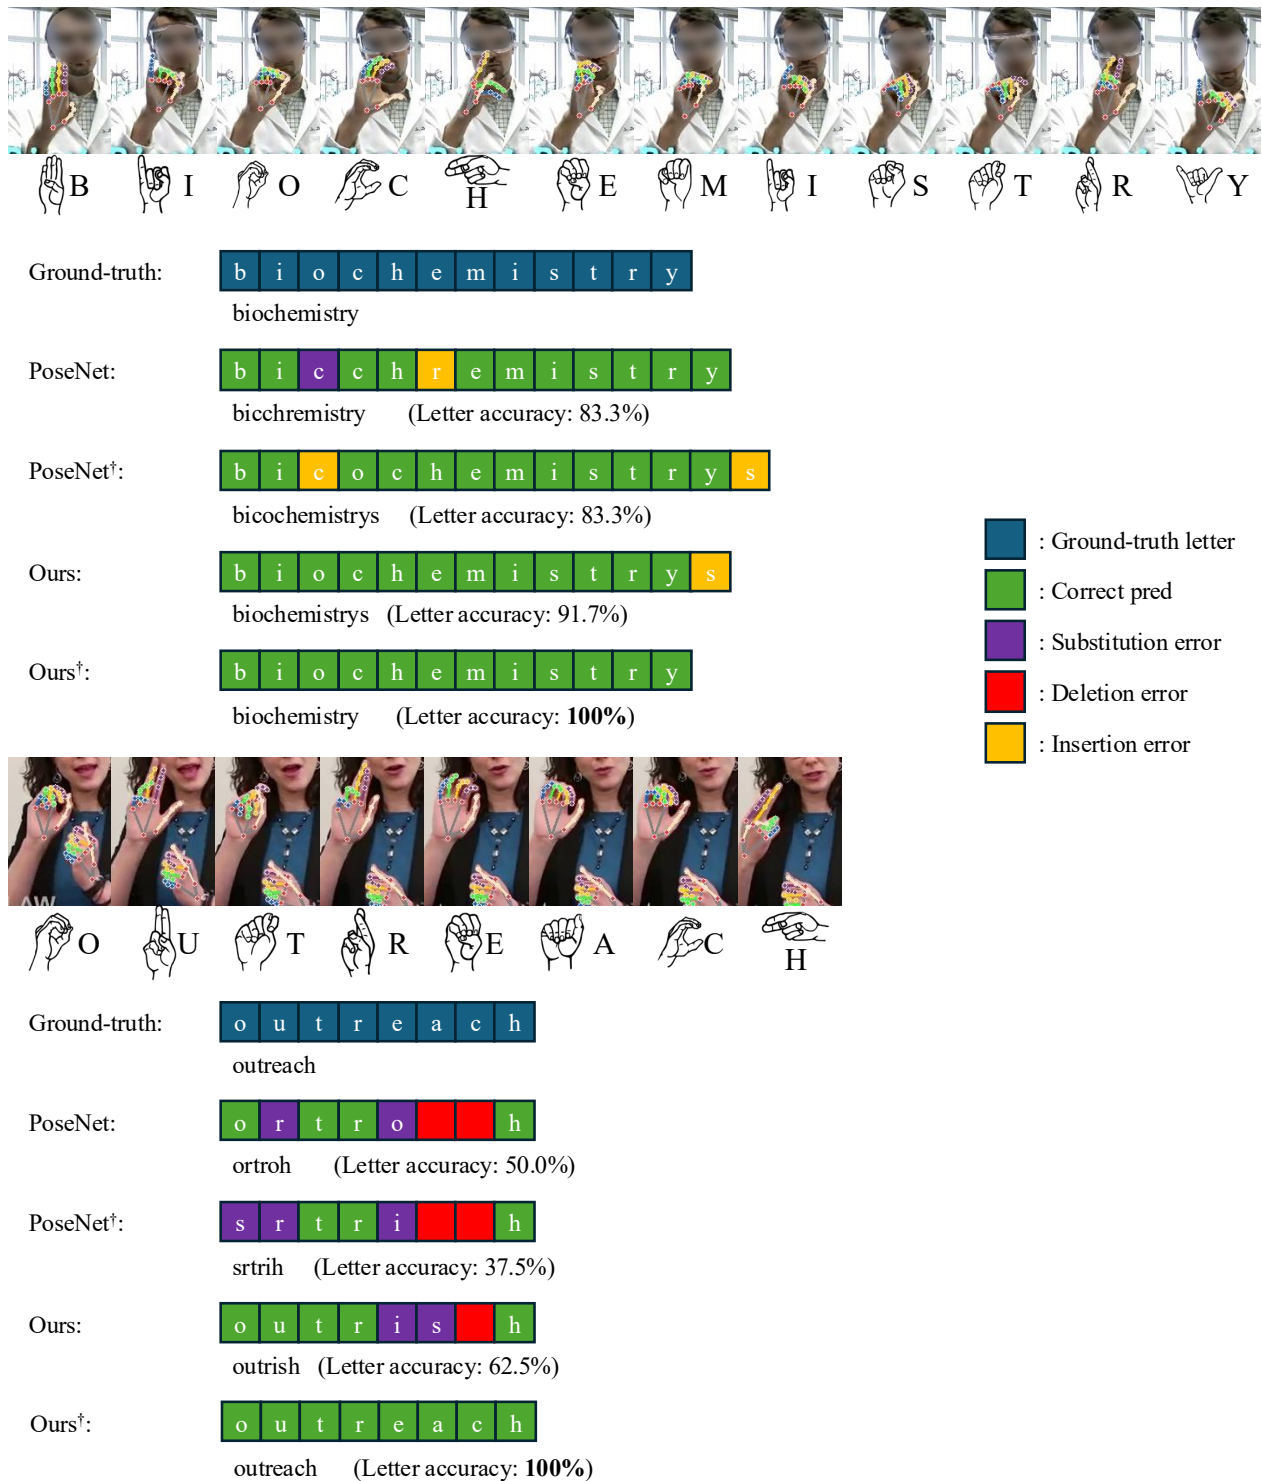 B I O C H E M I S T R Y
Ground-truth: b i o c h e m i s t r y
biochemistry
PoseNet: b i c c h r e m i s t r y
bicchremistry (Letter accuracy: 83.3%)
PoseNet†: b i c o c h e m i s t r y s
bicochemistrys (Letter accuracy: 83.3%)
Ours: b i o c h e m i s t r y s
biochemistrys (Letter accuracy: 91.7%)
Ours†: b i o c h e m i s t r y
biochemistry (Letter accuracy: 100%)
: Ground-truth letter
: Correct pred
: Substitution error
: Deletion error
: Insertion error
O U T R E A C H
Ground-truth: o u t r e a c h
outreach
PoseNet: o r t r o h
ortroh (Letter accuracy: 50.0%)
PoseNet†: s r t r i h
srtrih (Letter accuracy: 37.5%)
Ours: o u t r i s h
outrish (Letter accuracy: 62.5%)
Ours†: o u t r e a c h
outreach (Letter accuracy: 100%)